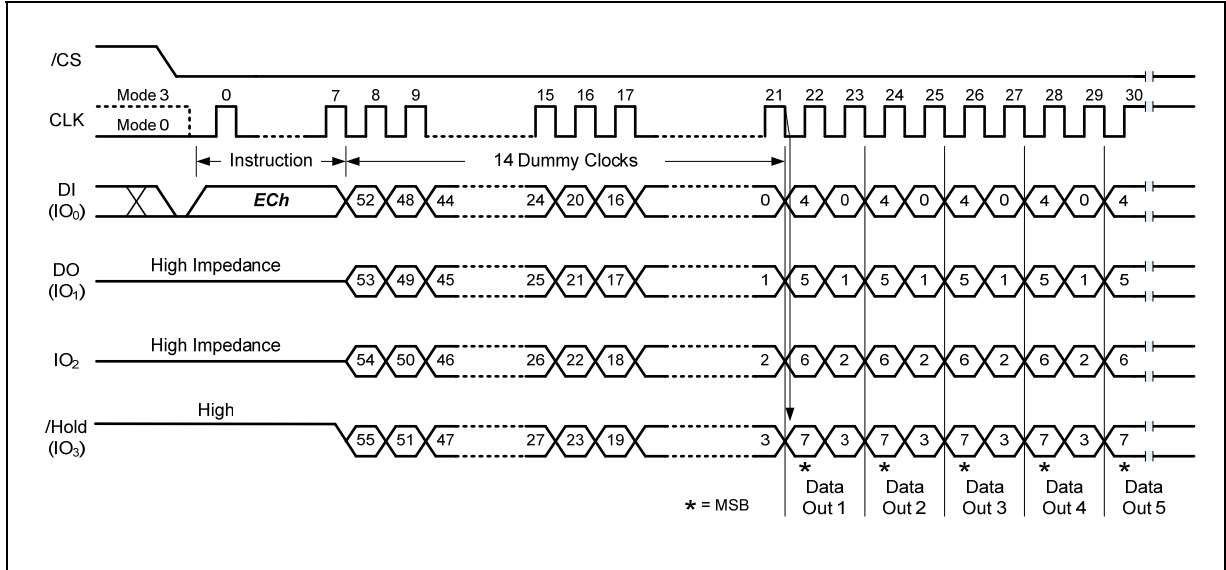 /CS
Mode 3 0 7 8 9 15 16 17 21 22 23 24 25 26 27 28 29 30
CLK
Mode 0
Instruction 14 Dummy Clocks
DI
(IO0) ECh 52 48 44 24 20 16 0 4 0 4 0 4 0 4 0 4
DO High Impedance
(IO1) 53 49 45 25 21 17 1 5 1 5 1 5 1 5 1 5
IO2 High Impedance 54 50 46 26 22 18 2 6 2 6 2 6 2 6 2 6
High
/Hold
(IO3) 55 51 47 27 23 19 3 7 3 7 3 7 3 7 3 7
* * * * *
* = MSB
Data Data Data Data Data
Out 1 Out 2 Out 3 Out 4 Out 5